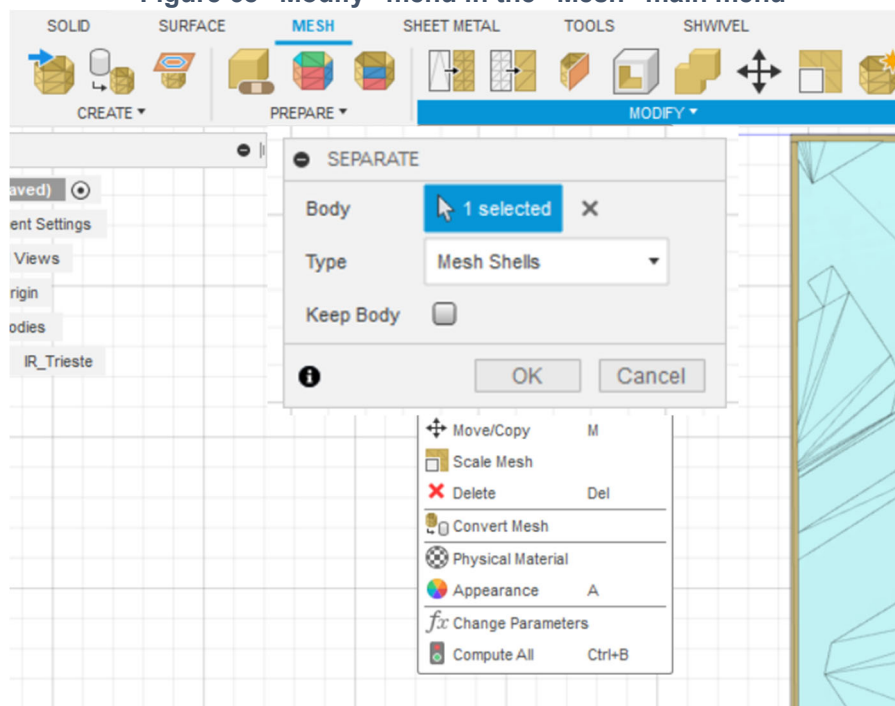 SOLID SURFACE MESH SHEET METAL TOOLS SHWIVEL
CREATE PREPARE MODIFY
SEPARATE
aved)
Body 1 selected
ent Settings
Views
Type Mesh Shells
rigin
Keep Body
odies
IR_Trieste
OK Cancel
Move/Copy M
Scale Mesh
Delete Del
Convert Mesh
Physical Material
Appearance A
fx Change Parameters
Compute All Ctrl+B